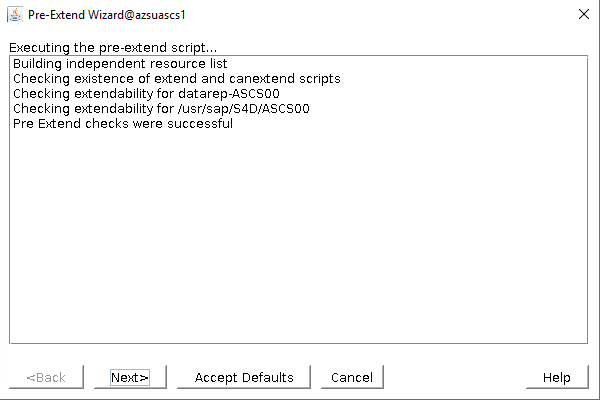 Pre-Extend Wizard@azsuascs1
Executing the pre-extend script...
Building independent resource list
Checking existence of extend and canextend scripts
Checking extendability for datarep-ASCS00
Checking extendability for /usr/sap/S4D/ASCS00
Pre Extend checks were successful
<Back Next> Accept Defaults Cancel Help